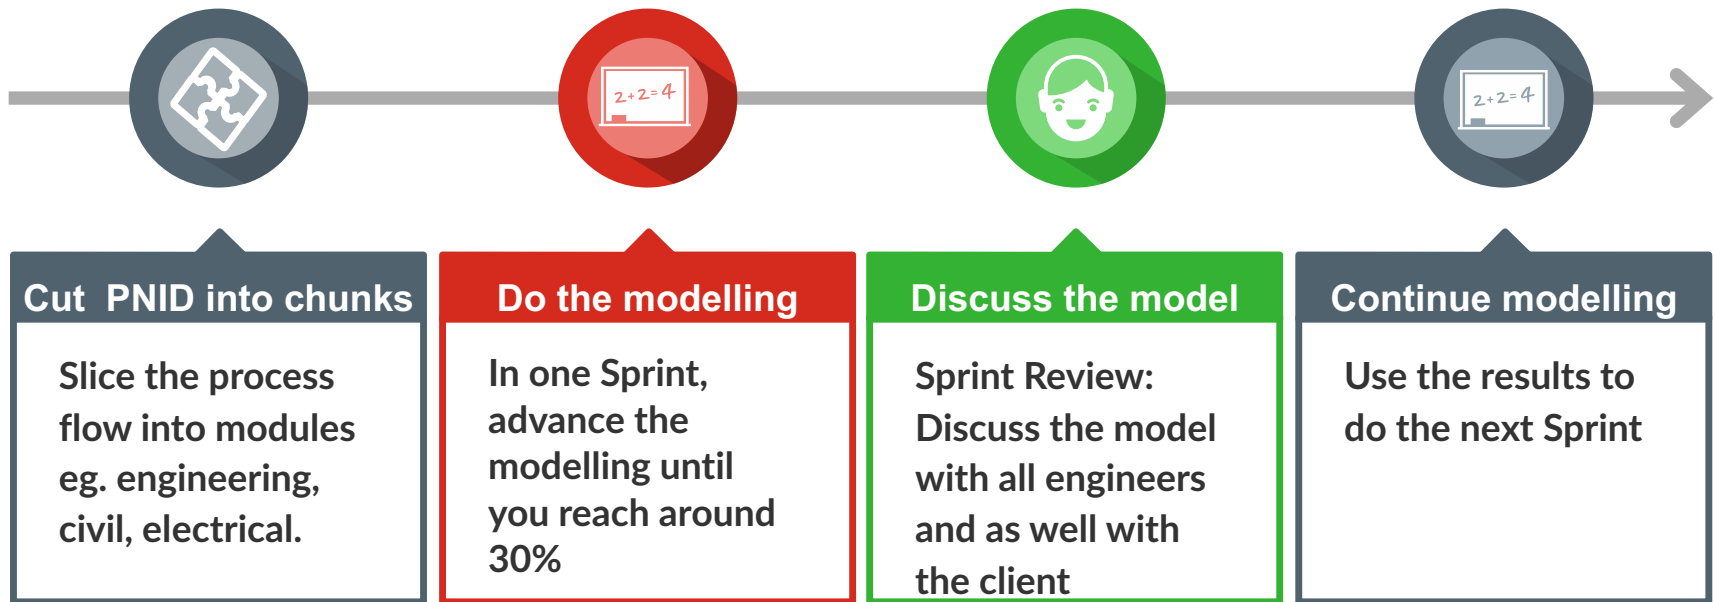 2+2=4
2+2=4
Cut PNID into chunks
Slice the process
flow into modules
eg. engineering,
civil, electrical.
Do the modelling
In one Sprint,
advance the
modelling until
you reach around
30%
Discuss the model
Sprint Review:
Discuss the model
with all engineers
and as well with
the client
Continue modelling
Use the results to
do the next Sprint